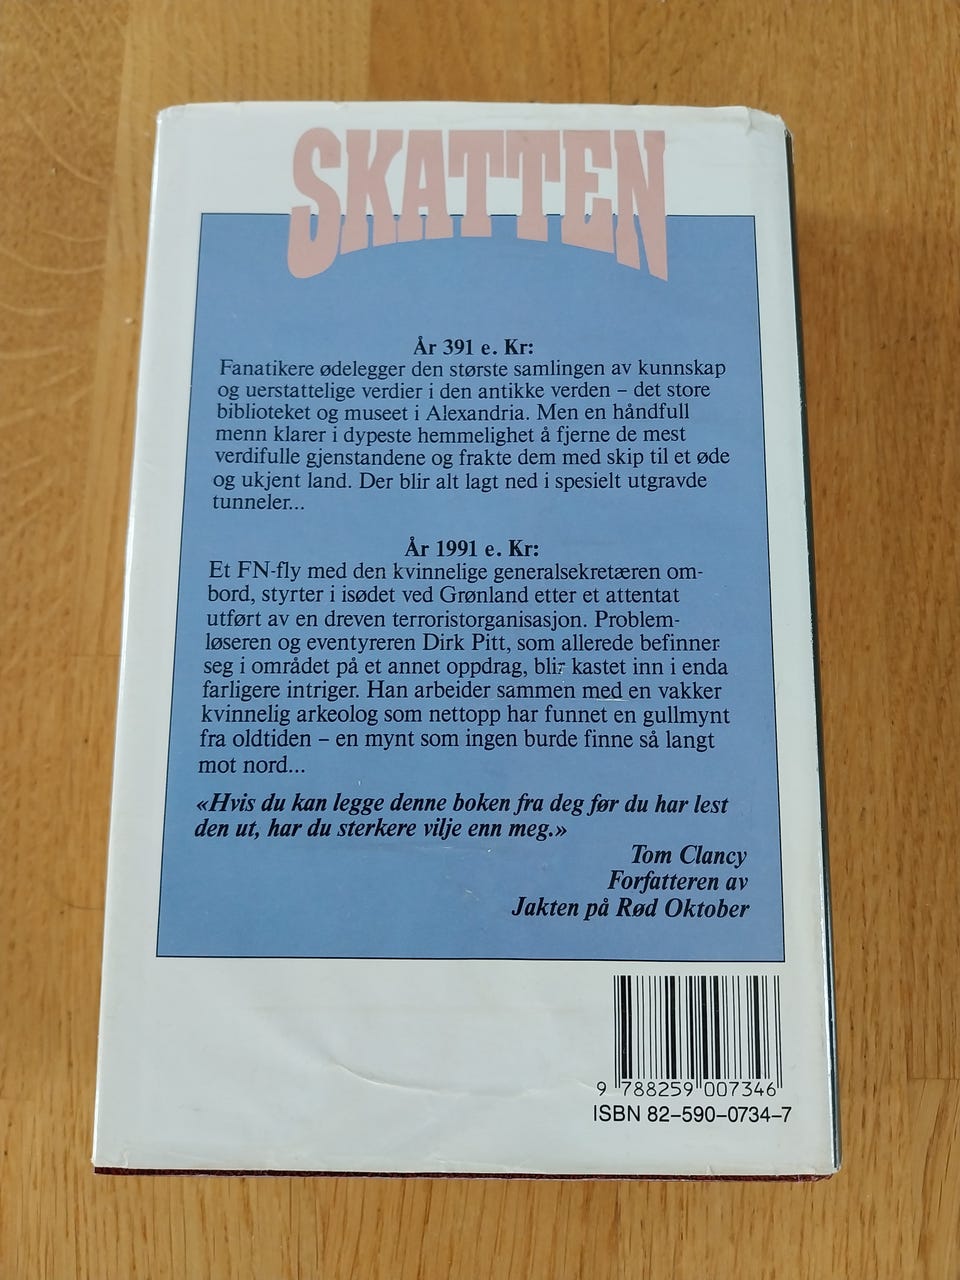 SKATTEN
År 391 e. Kr:
Fanatikere ødelegger den største samlingen av kunnskap
og uerstattelige verdier i den antikke verden – det store
biblioteket og museet i Alexandria. Men en håndfull
menn klarer i dypeste hemmelighet å fjerne de mest
verdifulle gjenstandene og frakte dem med skip til et øde
og ukjent land. Der blir alt lagt ned i spesielt utgravde
tunneler...
År 1991 e. Kr:
Et FN-fly med den kvinnelige generalsekretæren om-
bord, styrter i isødet ved Grønland etter et attentat
utført av en dreven terroristorganisasjon. Problem-
løseren og eventyreren Dirk Pitt, som allerede befinner
seg i området på et annet oppdrag, blir kastet inn i enda
farligere intriger. Han arbeider sammen med en vakker
kvinnelig arkeolog som nettopp har funnet en gullmynt
fra oldtiden – en mynt som ingen burde finne så langt
mot nord...
«Hvis du kan legge denne boken fra deg før du har lest
den ut, har du sterkere vilje enn meg.»
Tom Clancy
Forfatteren av
Jakten på Rød Oktober
9 788259 007346
ISBN 82–590–0734–7